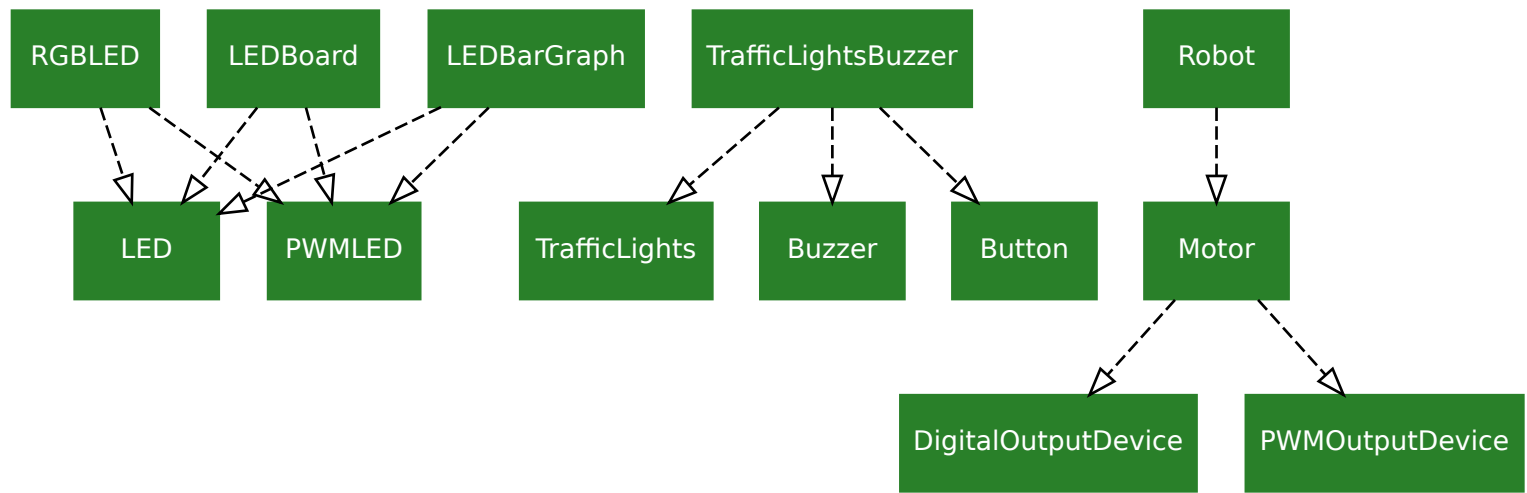 RGBLED
LEDBoard
LEDBarGraph
TrafficLightsBuzzer
Robot
LED
PWMLED
TrafficLights
Buzzer
Button
Motor
DigitalOutputDevice
PWMOutputDevice